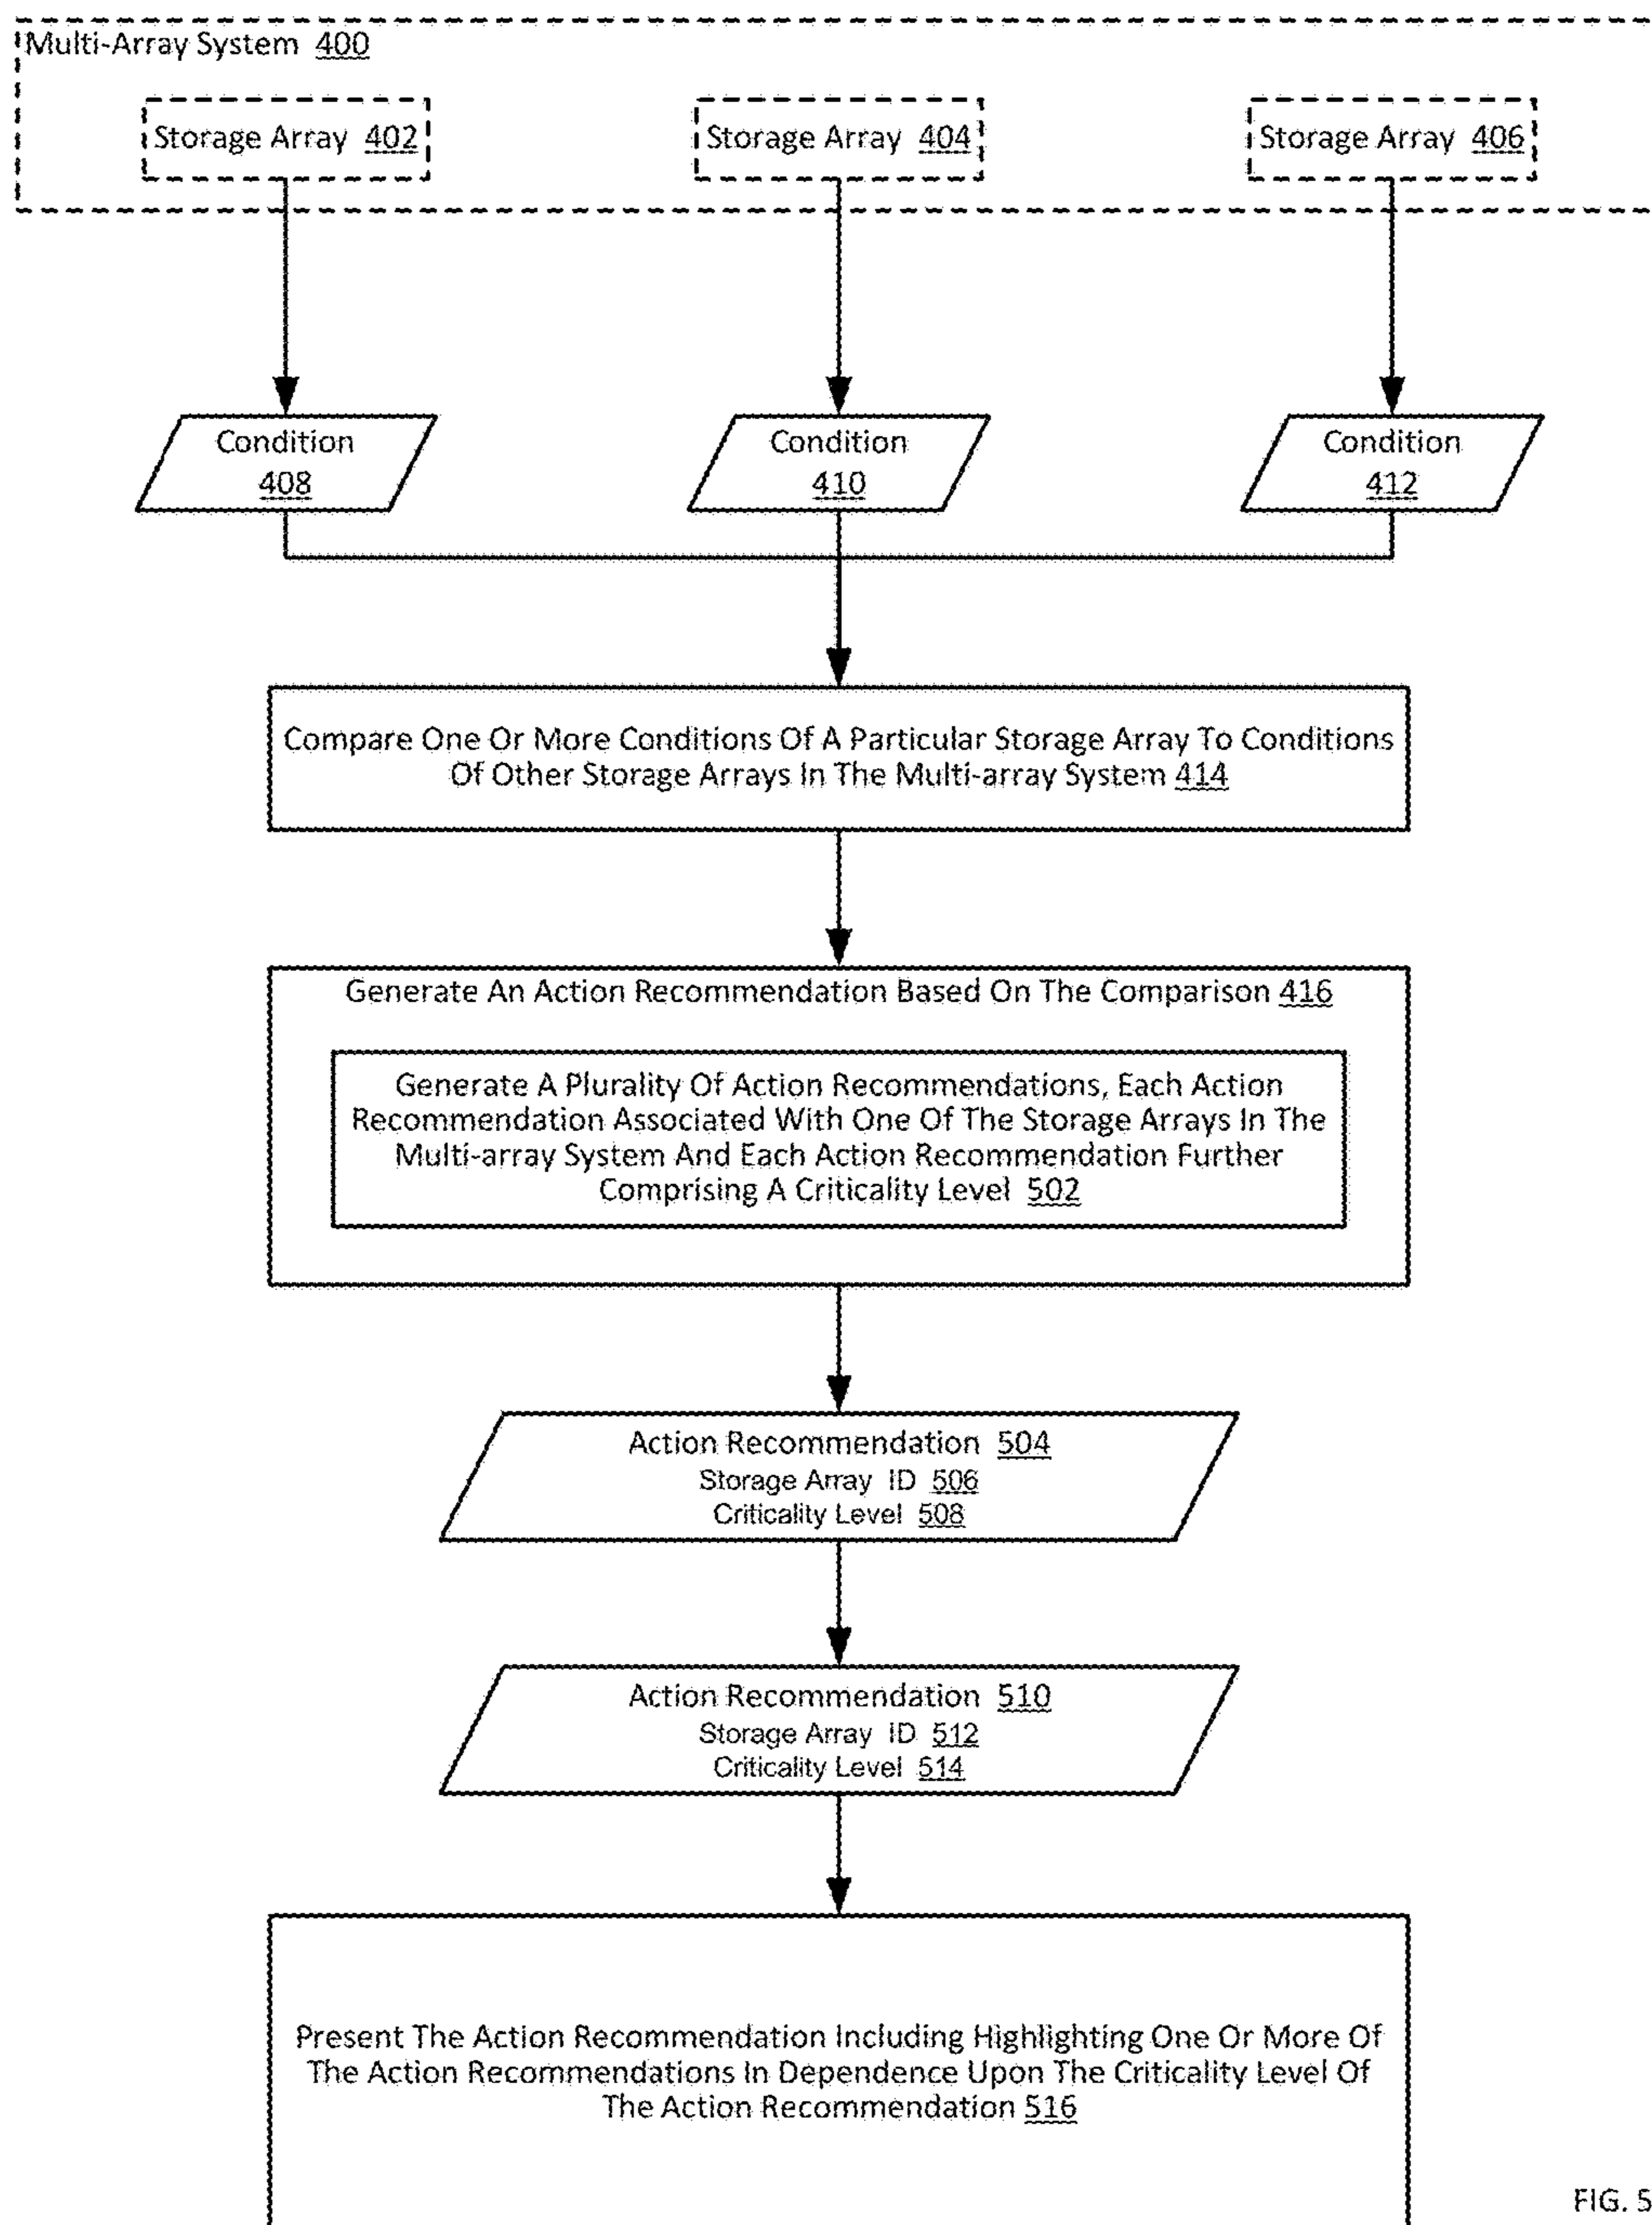 Multi-Array System 400
Storage Array 402
Storage Array 404
Storage Array 406
Condition
408
Condition
410
Condition
412
Compare One Or More Conditions Of A Particular Storage Array To Conditions
Of Other Storage Arrays In The Multi-array System 414
Generate An Action Recommendation Based On The Comparison 416
Generate A Plurality Of Action Recommendations, Each Action
Recommendation Associated With One Of The Storage Arrays In The
Multi-array System And Each Action Recommendation Further
Comprising A Criticality Level 502
Action Recommendation 504
Storage Array ID 506
Criticality Level 508
Action Recommendation 510
Storage Array ID 512
Criticality Level 514
Present The Action Recommendation Including Highlighting One Or More Of
The Action Recommendations In Dependence Upon The Criticality Level Of
The Action Recommendation 516
FIG. 5